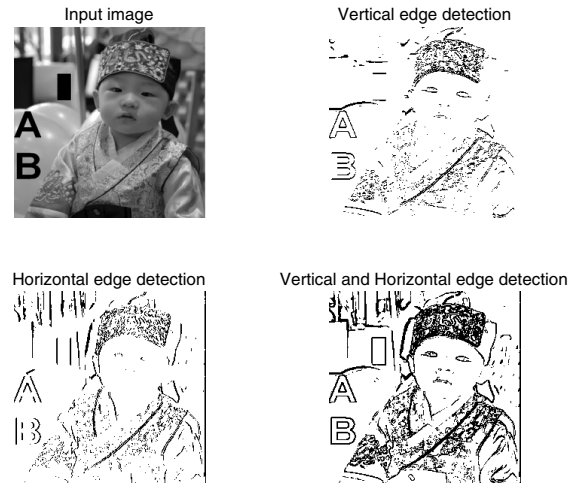 Input image
Vertical edge detection
A
B
A
B
Horizontal edge detection
Vertical and Horizontal edge detection
A
B
A
B